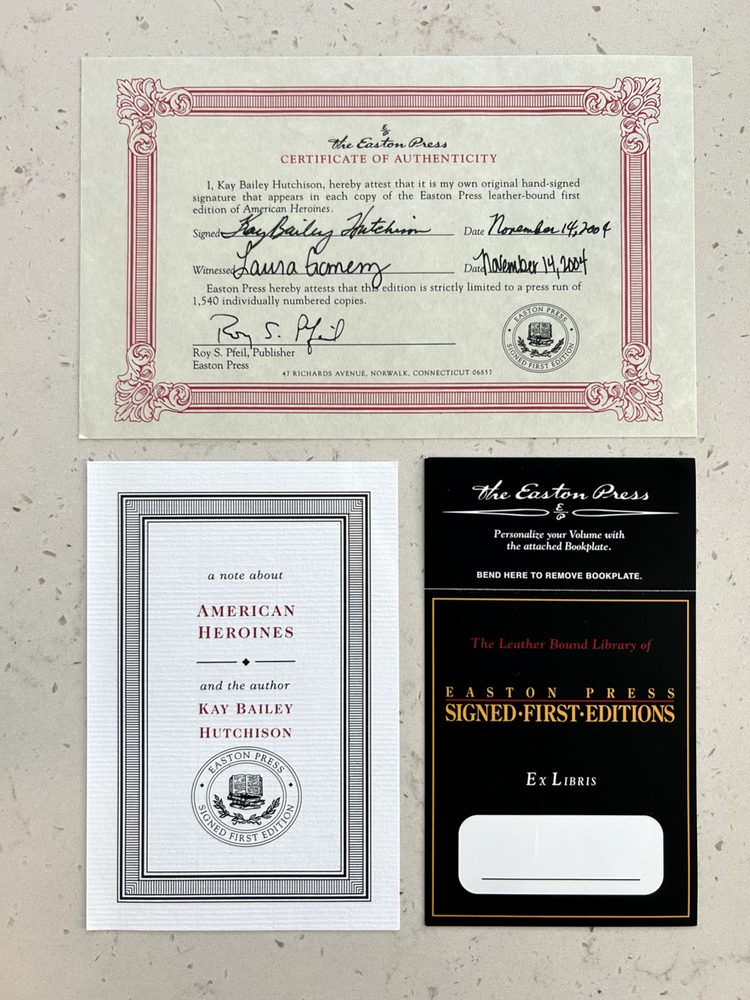 The Easton Press
CERTIFICATE OF AUTHENTICITY
I, Kay Bailey Hutchison, hereby attest that it is my own original hand-signed
signature that appears in each copy of the Easton Press leather-bound first
edition of American Heroines.
Signed Kay Bailey Hutchison Date November 14, 2004
Witnessed Laura Date November 14, 2004
Easton Press hereby attests that this edition is strictly limited to a press run of
1,540 individually numbered copies.
Roy S. Pfeil
Roy S. Pfeil, Publisher
Easton Press
47 RICHARDS AVENUE, NORWALK, CONNECTICUT 06857
EASTON PRESS
SIGNED FIRST EDITION
a note about
AMERICAN
HEROINES
and the author
KAY BAILEY
HUTCHISON
EASTON PRESS
SIGNED FIRST EDITION
The Easton Press
Personalize your Volume with
the attached Bookplate.
BEND HERE TO REMOVE BOOKPLATE.
The Leather Bound Library of
EASTON PRESS
SIGNED·FIRST·EDITIONS
EX LIBRIS